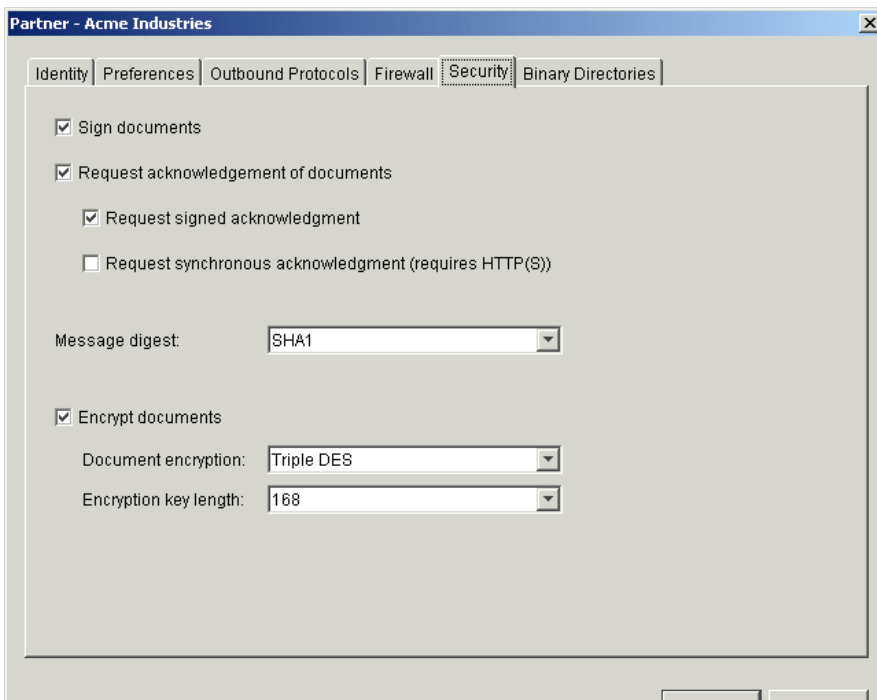 Partner - Acme Industries
Identity Preferences Outbound Protocols Firewall Security Binary Directories
Sign documents
Request acknowledgement of documents
Request signed acknowledgment
Request synchronous acknowledgment (requires HTTP(S))
Message digest: SHA1
Encrypt documents
Document encryption: Triple DES
Encryption key length: 168